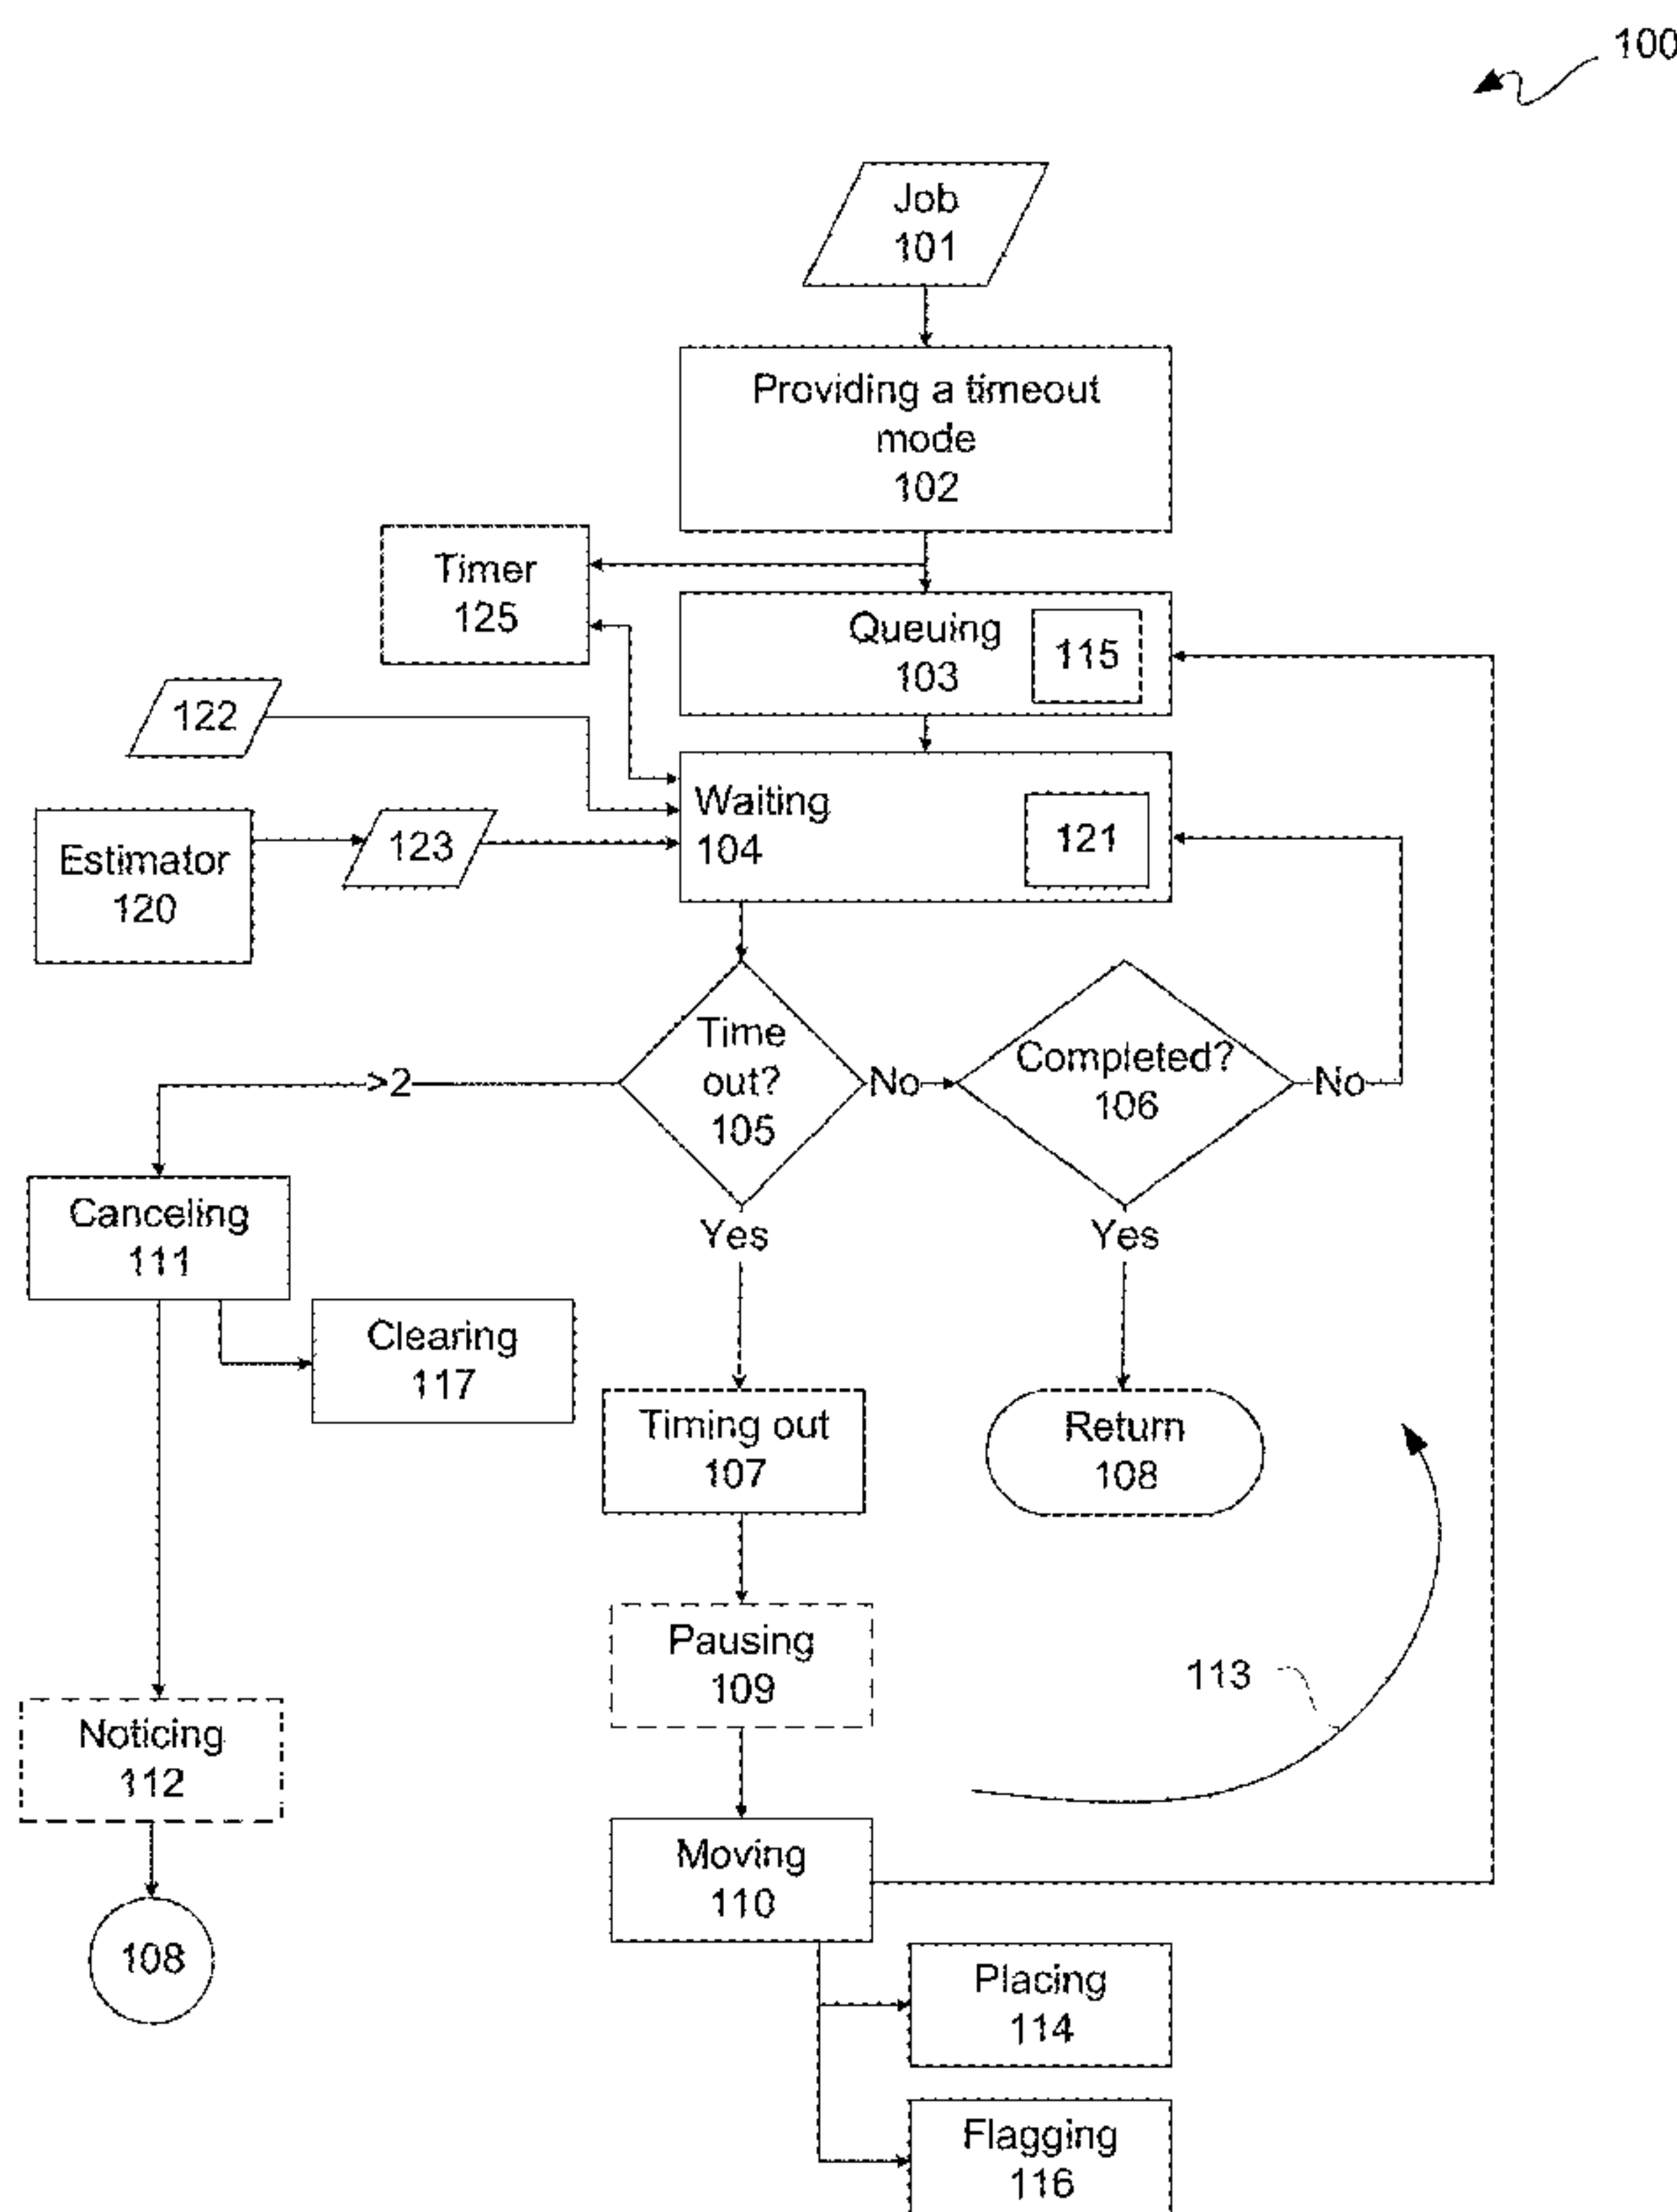 100
Job
101
Providing a timeout
mode
102
Timer
125
Queuing
103
115
122
Waiting
104
121
Estimator
120
123
Time
out?
105
No
Completed?
106
No
>2
Canceling
111
Yes
Yes
Clearing
117
Timing out
107
Return
108
Pausing
109
113
Noticing
112
Moving
110
108
Placing
114
Flagging
116